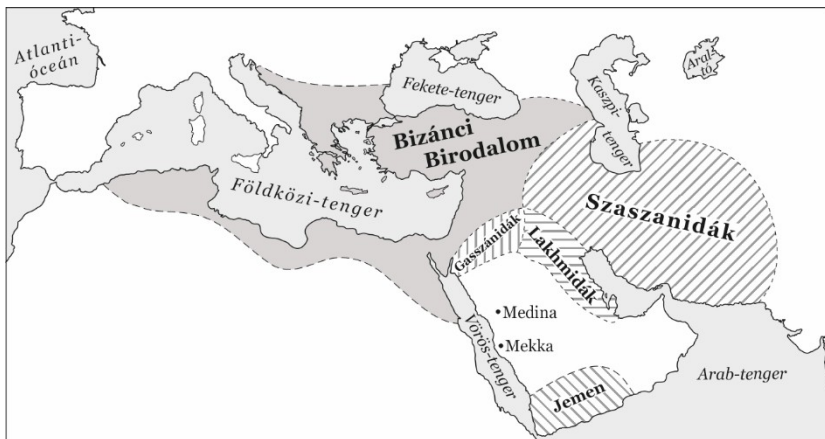 Atlanti-
óceán
Fekete-tenger
Kaszpi-
tenger
Aral-
tó
Bizánci
Birodalom
Földközi-tenger
Szaszanidák
Gasszánidák
Lakhmidák
Medina
Mekka
Vörös-tenger
Jemen
Arab-tenger